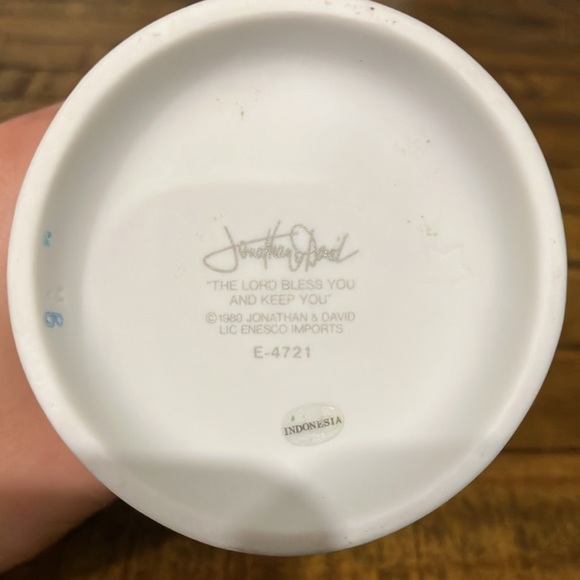 Jonathan & David
"THE LORD BLESS YOU
AND KEEP YOU"
©1980 JONATHAN & DAVID
LIC ENESCO IMPORTS
E-4721
INDONESIA